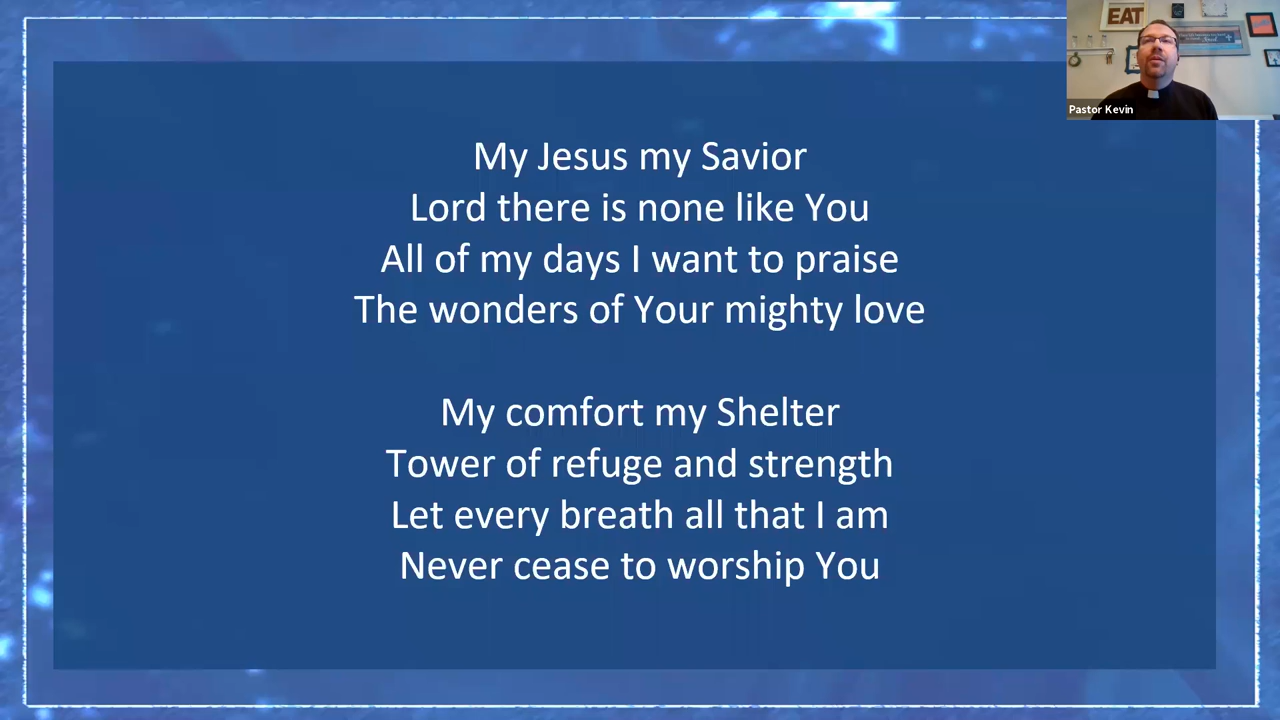 EAT
Pastor Kevin
My Jesus my Savior
Lord there is none like You
All of my days I want to praise
The wonders of Your mighty love
My comfort my Shelter
Tower of refuge and strength
Let every breath all that I am
Never cease to worship You